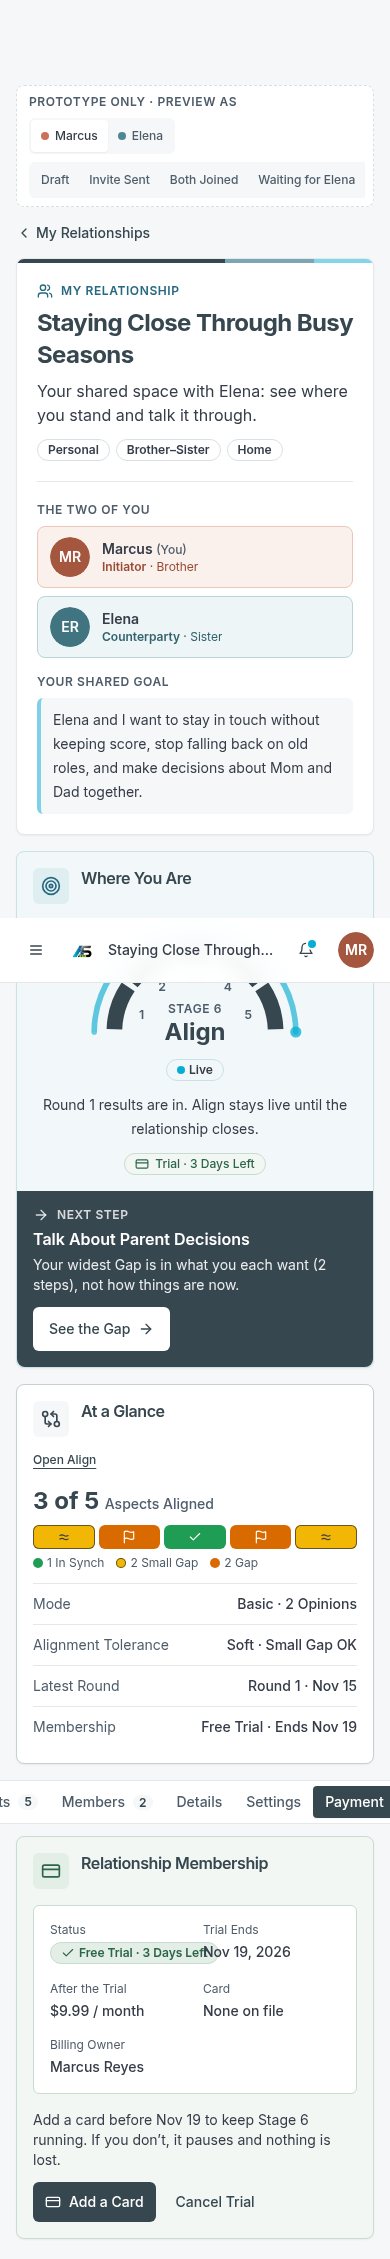 PROTOTYPE ONLY · PREVIEW AS
Marcus
Elena
Draft
Invite Sent
Both Joined
Waiting for Elena
My Relationships
MY RELATIONSHIP
Staying Close Through Busy
Seasons
Your shared space with Elena: see where
you stand and talk it through.
Personal
Brother–Sister
Home
THE TWO OF YOU
MR
Marcus (You)
Initiator · Brother
ER
Elena
Counterparty · Sister
YOUR SHARED GOAL
Elena and I want to stay in touch without
keeping score, stop falling back on old
roles, and make decisions about Mom and
Dad together.
Where You Are
Staying Close Through...
MR
2
4
1
5
STAGE 6
Align
Live
Round 1 results are in. Align stays live until the
relationship closes.
Trial · 3 Days Left
NEXT STEP
Talk About Parent Decisions
Your widest Gap is in what you each want (2
steps), not how things are now.
See the Gap
At a Glance
Open Align
3 of 5 Aspects Aligned
1 In Synch
2 Small Gap
2 Gap
Mode
Basic · 2 Opinions
Alignment Tolerance
Soft · Small Gap OK
Latest Round
Round 1 · Nov 15
Membership
Free Trial · Ends Nov 19
ts 5
Members 2
Details
Settings
Payment
Relationship Membership
Status
Free Trial · 3 Days Left
Trial Ends
Nov 19, 2026
After the Trial
$9.99 / month
Card
None on file
Billing Owner
Marcus Reyes
Add a card before Nov 19 to keep Stage 6
running. If you don’t, it pauses and nothing is
lost.
Add a Card
Cancel Trial